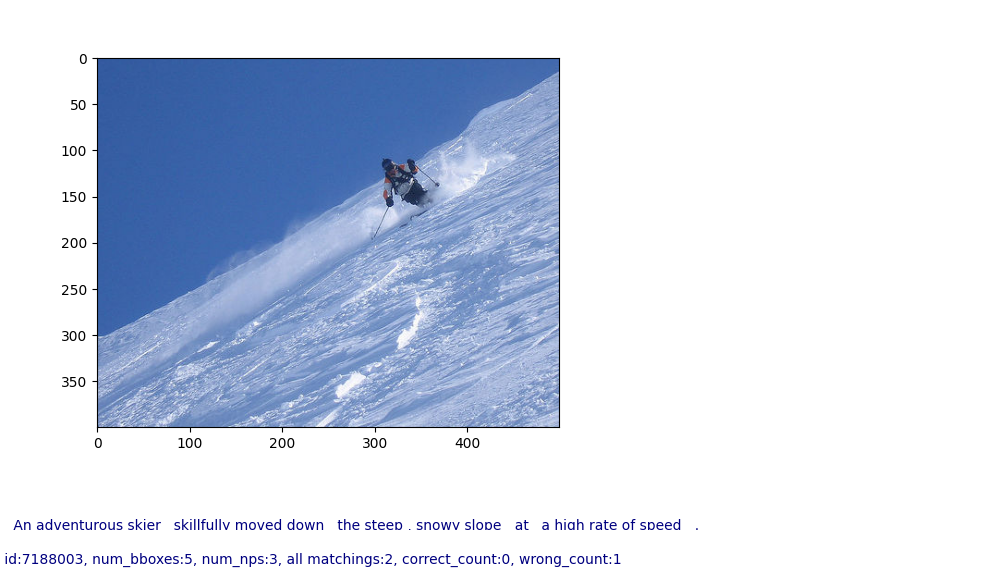 0
50
100
150
200
250
300
350
0 100 200 300 400
An adventurous skier skillfully moved down the steep , snowy slope at a high rate of speed .
id:7188003, num_bboxes:5, num_nps:3, all matchings:2, correct_count:0, wrong_count:1